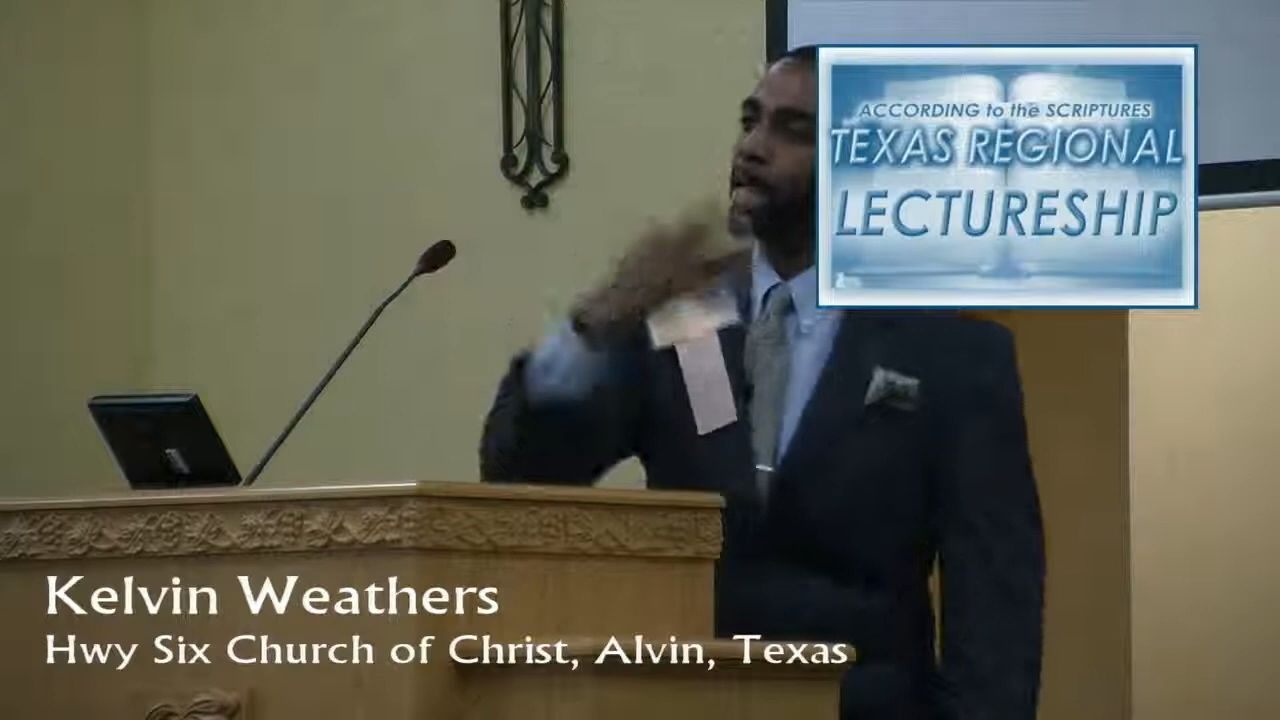 ACCORDING to the SCRIPTURES
TEXAS REGIONAL
LECTURESHIP
Kelvin Weathers
Hwy Six Church of Christ, Alvin, Texas